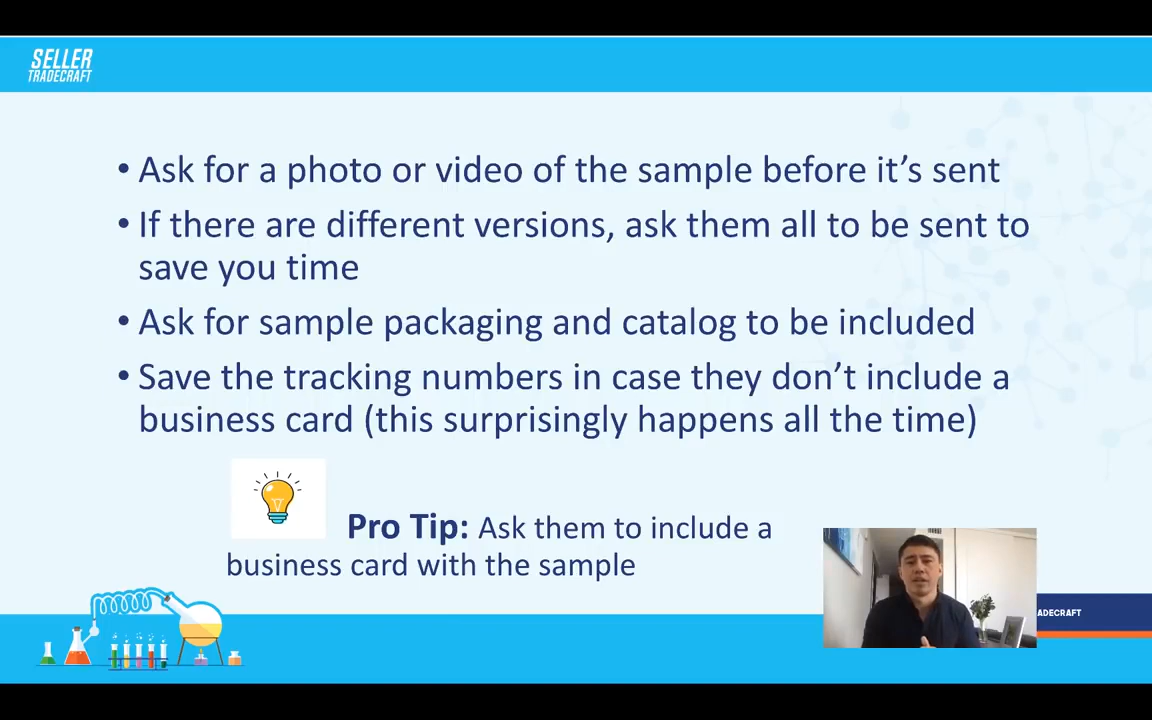 SELLER
TRADECRAFT
• Ask for a photo or video of the sample before it’s sent
• If there are different versions, ask them all to be sent to
save you time
• Ask for sample packaging and catalog to be included
• Save the tracking numbers in case they don’t include a
business card (this surprisingly happens all the time)
Pro Tip: Ask them to include a
business card with the sample
ADECRAFT